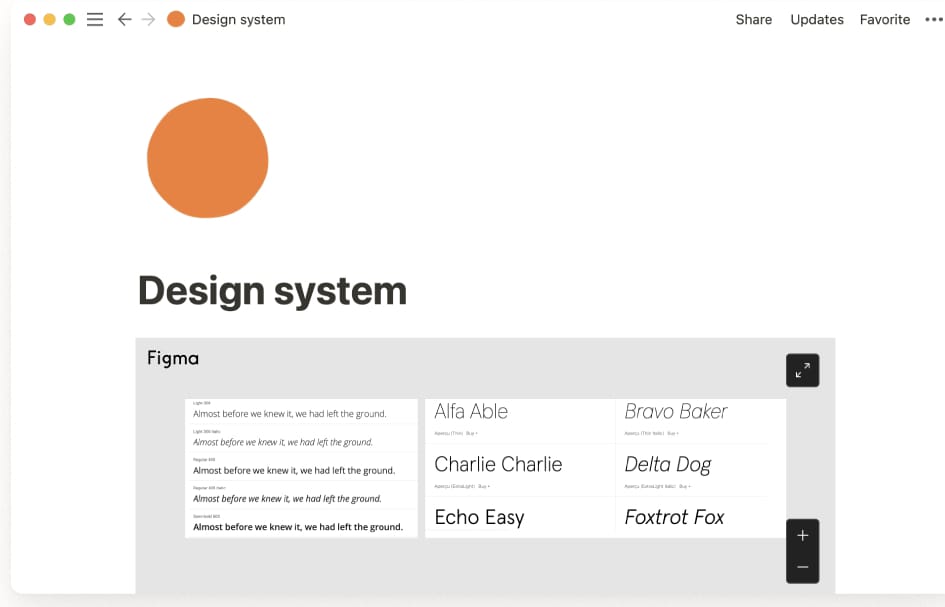 Design system
Share Updates Favorite
Design system
Figma
Light 300
Almost before we knew it, we had left the ground.
Light 300 Italic
Almost before we knew it, we had left the ground.
Regular 400
Almost before we knew it, we had left the ground.
Regular 400 Italic
Almost before we knew it, we had left the ground.
Semi-bold 600
Almost before we knew it, we had left the ground.
Alfa Able
Apercu (Thin) Buy
Bravo Baker
Apercu (Thin Italic) Buy
Charlie Charlie
Apercu (ExtraLight) Buy
Delta Dog
Apercu (ExtraLight Italic) Buy
Echo Easy
Foxtrot Fox